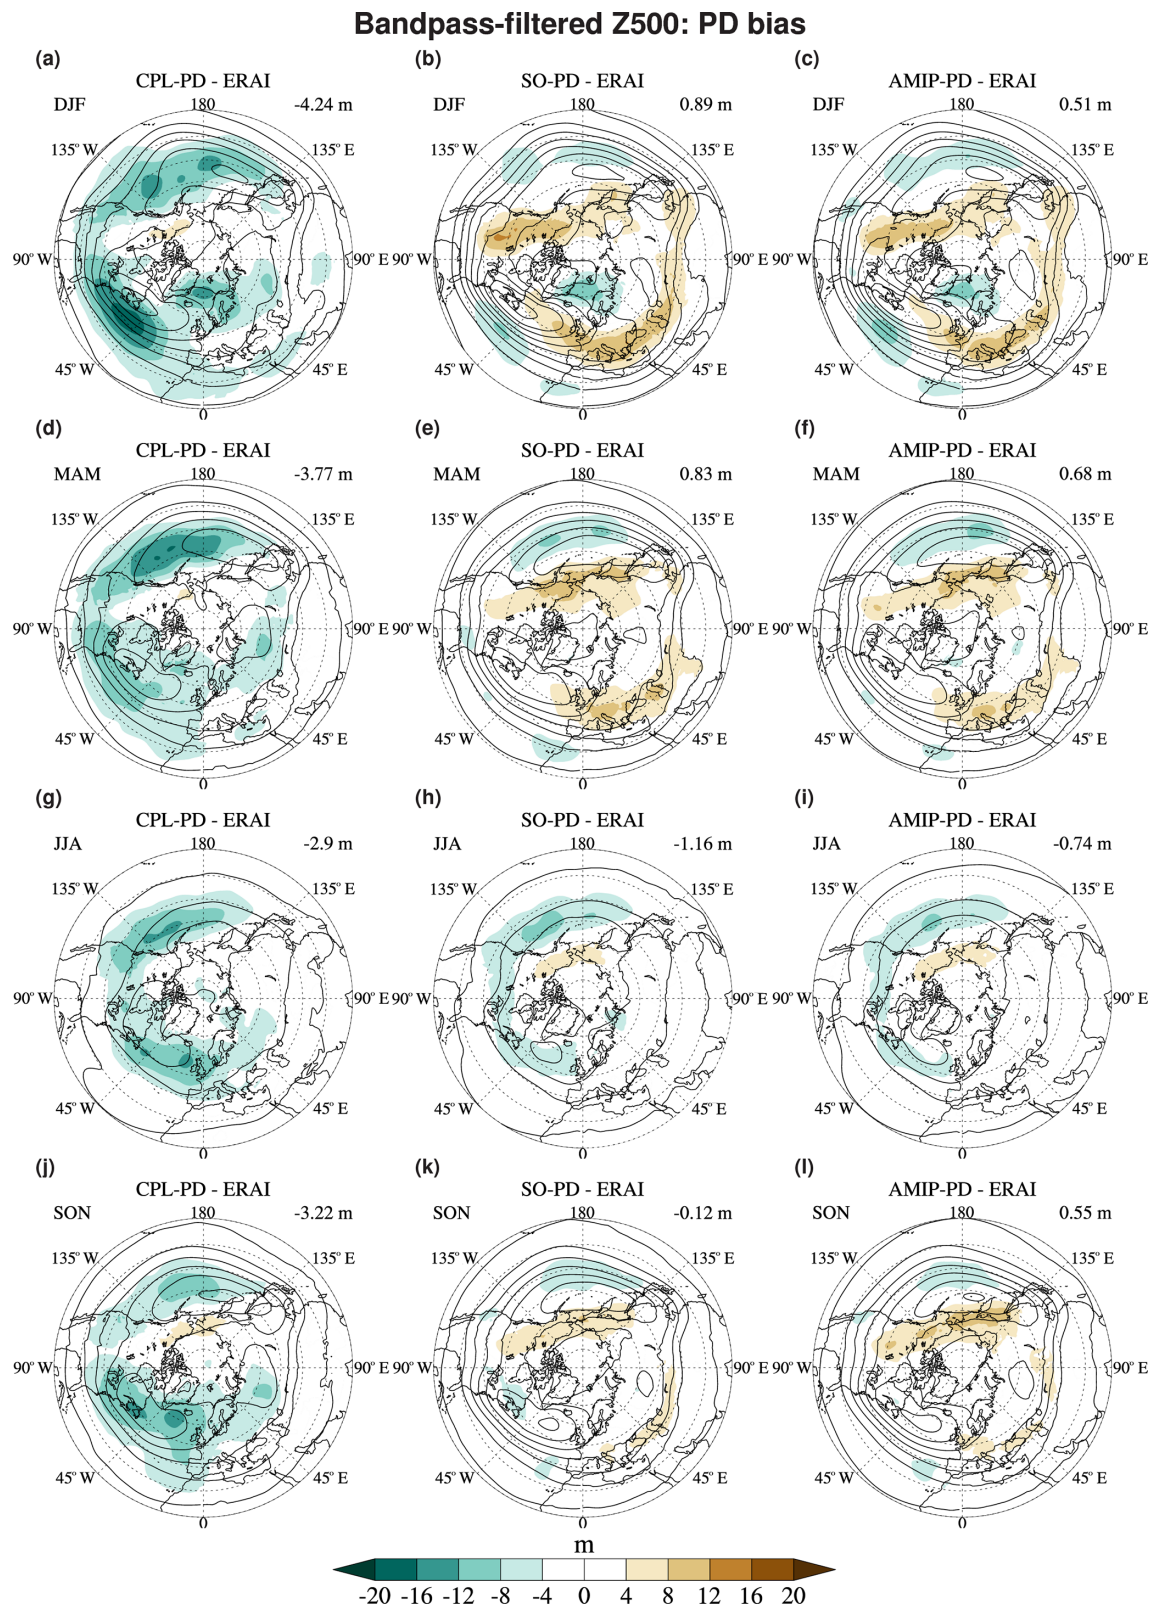 Bandpass-filtered Z500: PD bias
(a) (b) (c)
CPL-PD - ERAI SO-PD - ERAI AMIP-PD - ERAI
DJF 180 -4.24 m DJF 180 0.89 m DJF 180 0.51 m
135° W 135° E 135° W 135° E 135° W 135° E
90° W 90° E 90° W 90° E 90° W 90° E
45° W 45° E 45° W 45° E 45° W 45° E
0 0 0
(d) (e) (f)
CPL-PD - ERAI SO-PD - ERAI AMIP-PD - ERAI
MAM 180 -3.77 m MAM 180 0.83 m MAM 180 0.68 m
135° W 135° E 135° W 135° E 135° W 135° E
90° W 90° E 90° W 90° E 90° W 90° E
45° W 45° E 45° W 45° E 45° W 45° E
0 0 0
(g) (h) (i)
CPL-PD - ERAI SO-PD - ERAI AMIP-PD - ERAI
JJA 180 -2.9 m JJA 180 -1.16 m JJA 180 -0.74 m
135° W 135° E 135° W 135° E 135° W 135° E
90° W 90° E 90° W 90° E 90° W 90° E
45° W 45° E 45° W 45° E 45° W 45° E
0 0 0
(j) (k) (l)
CPL-PD - ERAI SO-PD - ERAI AMIP-PD - ERAI
SON 180 -3.22 m SON 180 -0.12 m SON 180 0.55 m
135° W 135° E 135° W 135° E 135° W 135° E
90° W 90° E 90° W 90° E 90° W 90° E
45° W 45° E 45° W 45° E 45° W 45° E
0 0 0
m
-20 -16 -12 -8 -4 0 4 8 12 16 20